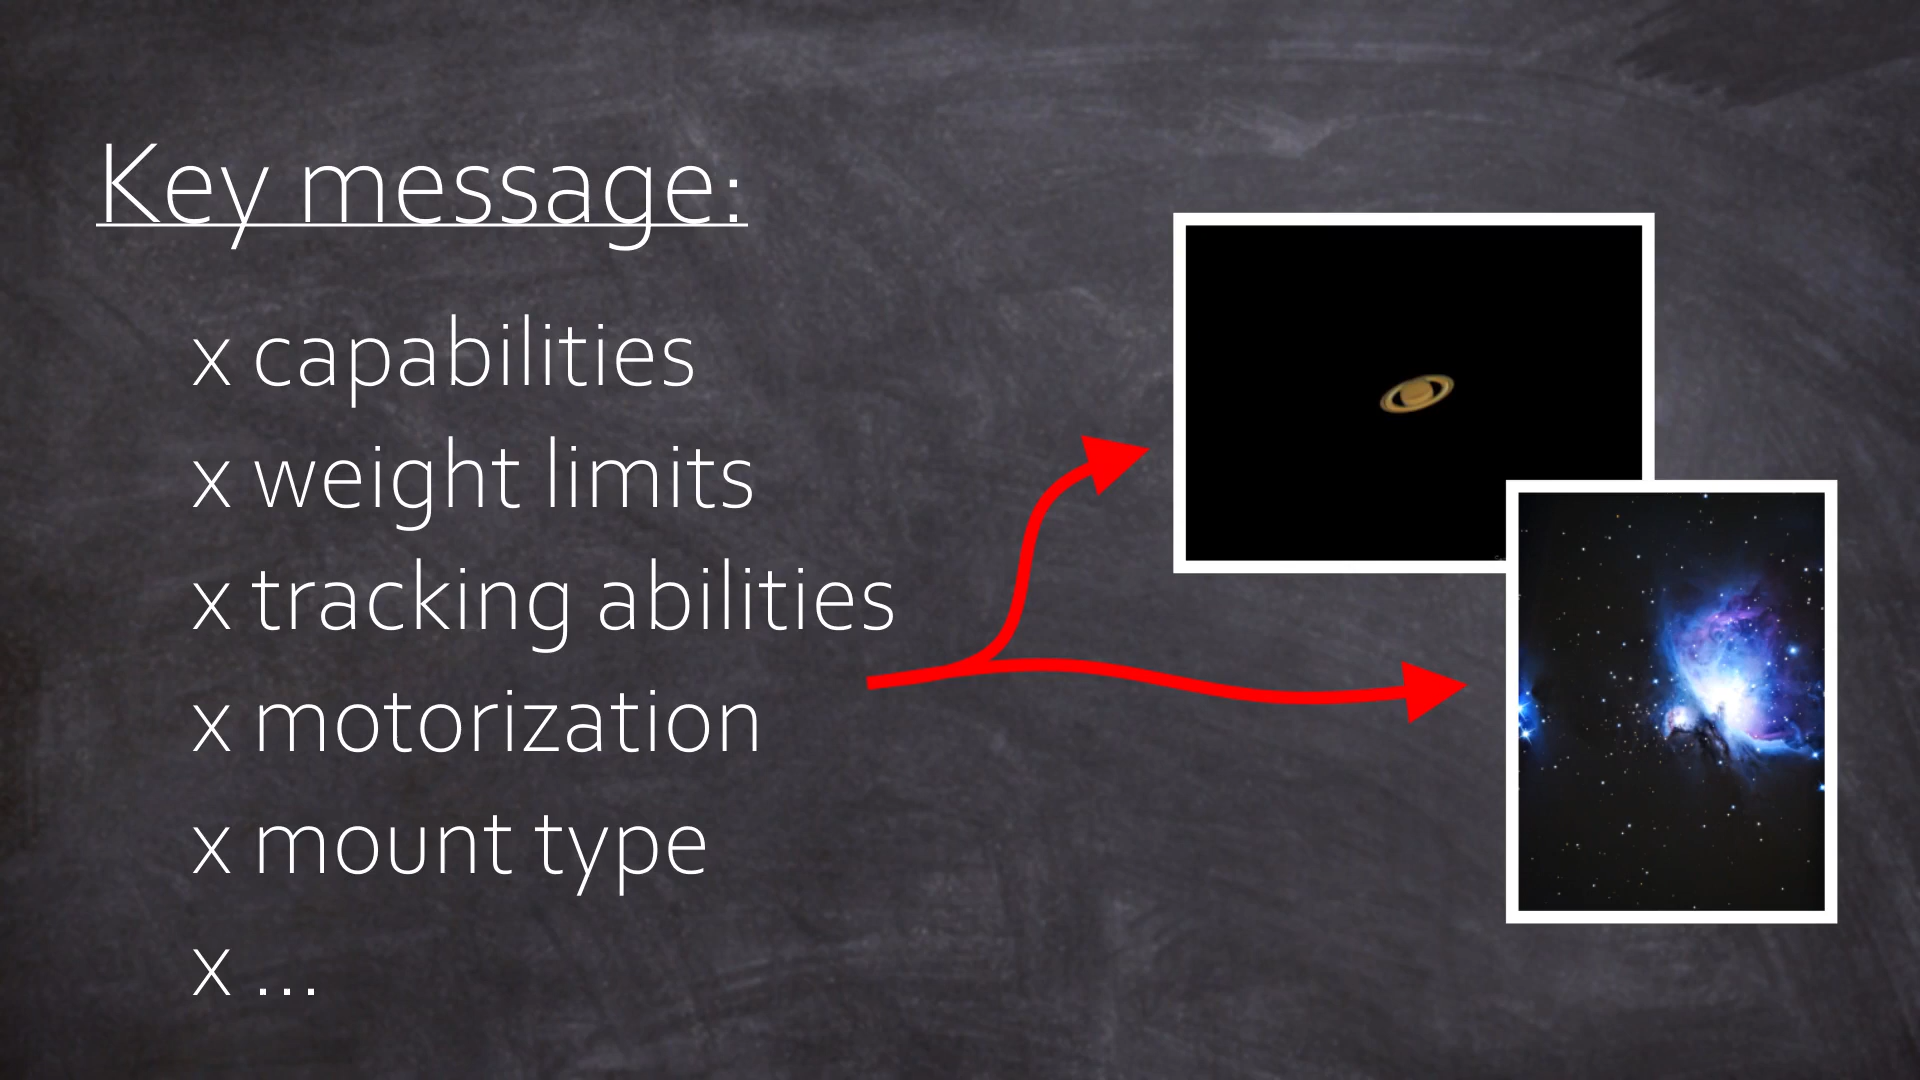 Key message:
x capabilities
x weight limits
x tracking abilities
x motorization
x mount type
x ...